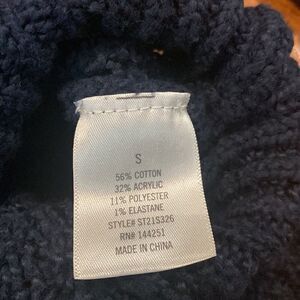 S
56% COTTON
32% ACRYLIC
11% POLYESTER
1% ELASTANE
STYLE# ST21S326
RN# 144251
MADE IN CHINA